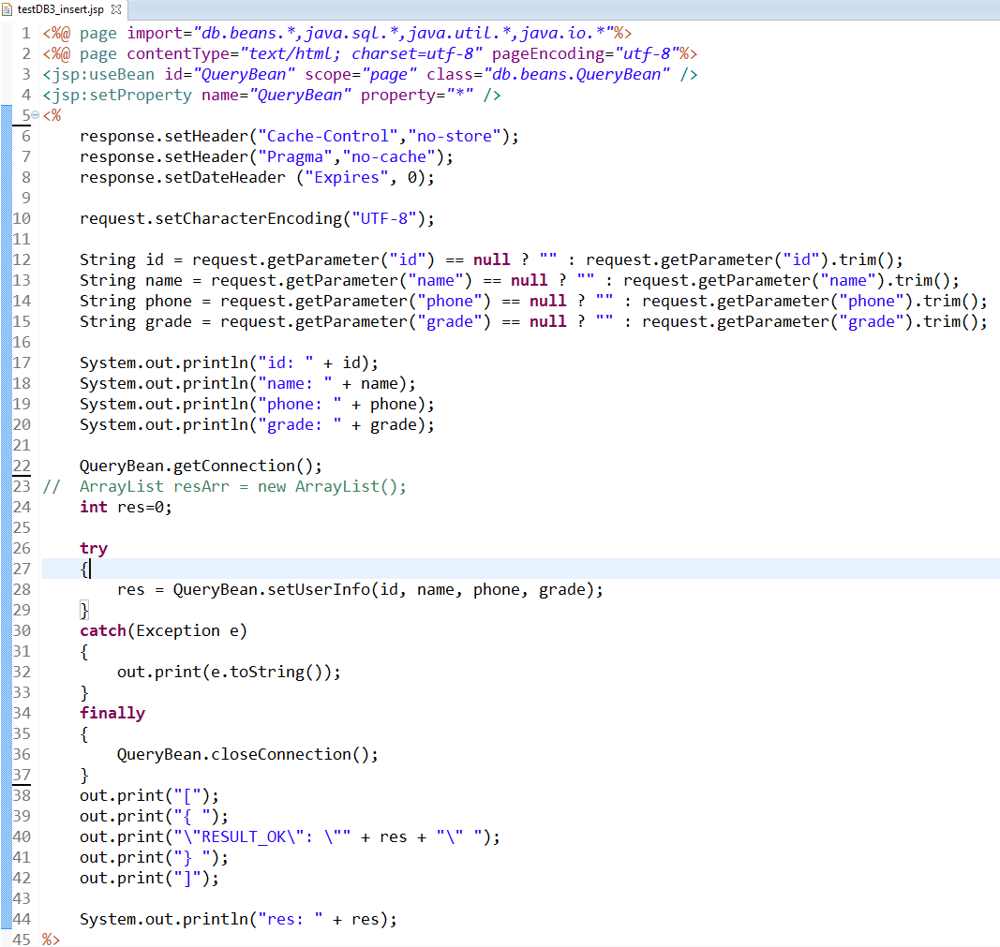 testDB3_insert.jsp
1 <%@ page import="db.beans.*,java.sql.*,java.util.*,java.io.*"%>
2 <%@ page contentType="text/html; charset=utf-8" pageEncoding="utf-8"%>
3 <jsp:useBean id="QueryBean" scope="page" class="db.beans.QueryBean" />
4 <jsp:setProperty name="QueryBean" property="*" />
5 <%
6     response.setHeader("Cache-Control","no-store");
7     response.setHeader("Pragma","no-cache");
8     response.setDateHeader ("Expires", 0);
9
10     request.setCharacterEncoding("UTF-8");
11
12     String id = request.getParameter("id") == null ? "" : request.getParameter("id").trim();
13     String name = request.getParameter("name") == null ? "" : request.getParameter("name").trim();
14     String phone = request.getParameter("phone") == null ? "" : request.getParameter("phone").trim();
15     String grade = request.getParameter("grade") == null ? "" : request.getParameter("grade").trim();
16
17     System.out.println("id: " + id);
18     System.out.println("name: " + name);
19     System.out.println("phone: " + phone);
20     System.out.println("grade: " + grade);
21
22     QueryBean.getConnection();
23 //  ArrayList resArr = new ArrayList();
24     int res=0;
25
26     try
27     {
28         res = QueryBean.setUserInfo(id, name, phone, grade);
29     }
30     catch(Exception e)
31     {
32         out.print(e.toString());
33     }
34     finally
35     {
36         QueryBean.closeConnection();
37     }
38     out.print("[");
39     out.print("{ ");
40     out.print("\"RESULT_OK\": \"" + res + "\" ");
41     out.print("} ");
42     out.print("]");
43
44     System.out.println("res: " + res);
45 %>